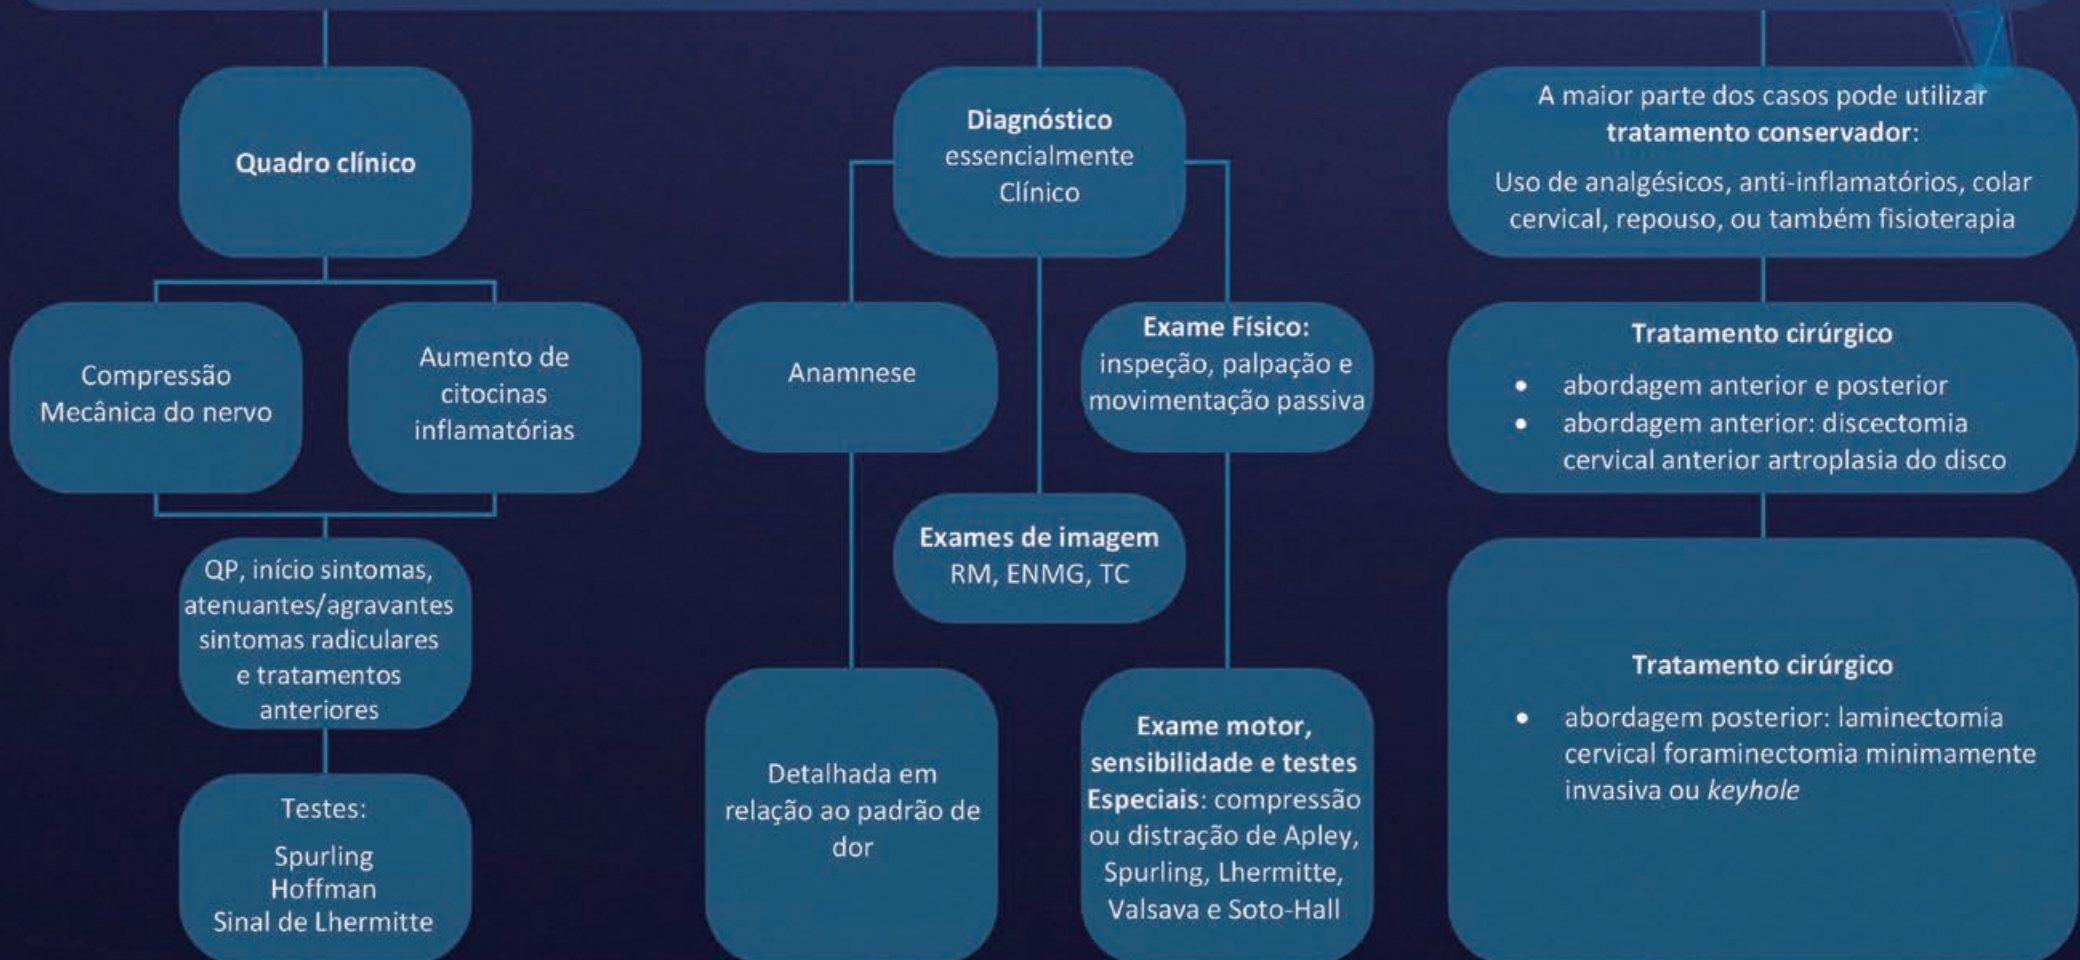 Quadro clínico
Compressão
Mecânica do nervo
Aumento de
citocinas
inflamatórias
QP, início sintomas,
atenuantes/agravantes
sintomas radiculares
e tratamentos
anteriores
Testes:
Spurling
Hoffman
Sinal de Lhermitte
Diagnóstico
essencialmente
Clínico
Anamnese
Exame Físico:
inspeção, palpação e
movimentação passiva
Exames de imagem
RM, ENMG, TC
Detalhada em
relação ao padrão de
dor
Exame motor,
sensibilidade e testes
Especiais: compressão
ou distração de Apley,
Spurling, Lhermitte,
Valsava e Soto-Hall
A maior parte dos casos pode utilizar
tratamento conservador:
Uso de analgésicos, anti-inflamatórios, colar
cervical, repouso, ou também fisioterapia
Tratamento cirúrgico
• abordagem anterior e posterior
• abordagem anterior: discectomia
cervical anterior artroplasia do disco
Tratamento cirúrgico
• abordagem posterior: laminectomia
cervical foraminectomia minimamente
invasiva ou keyhole